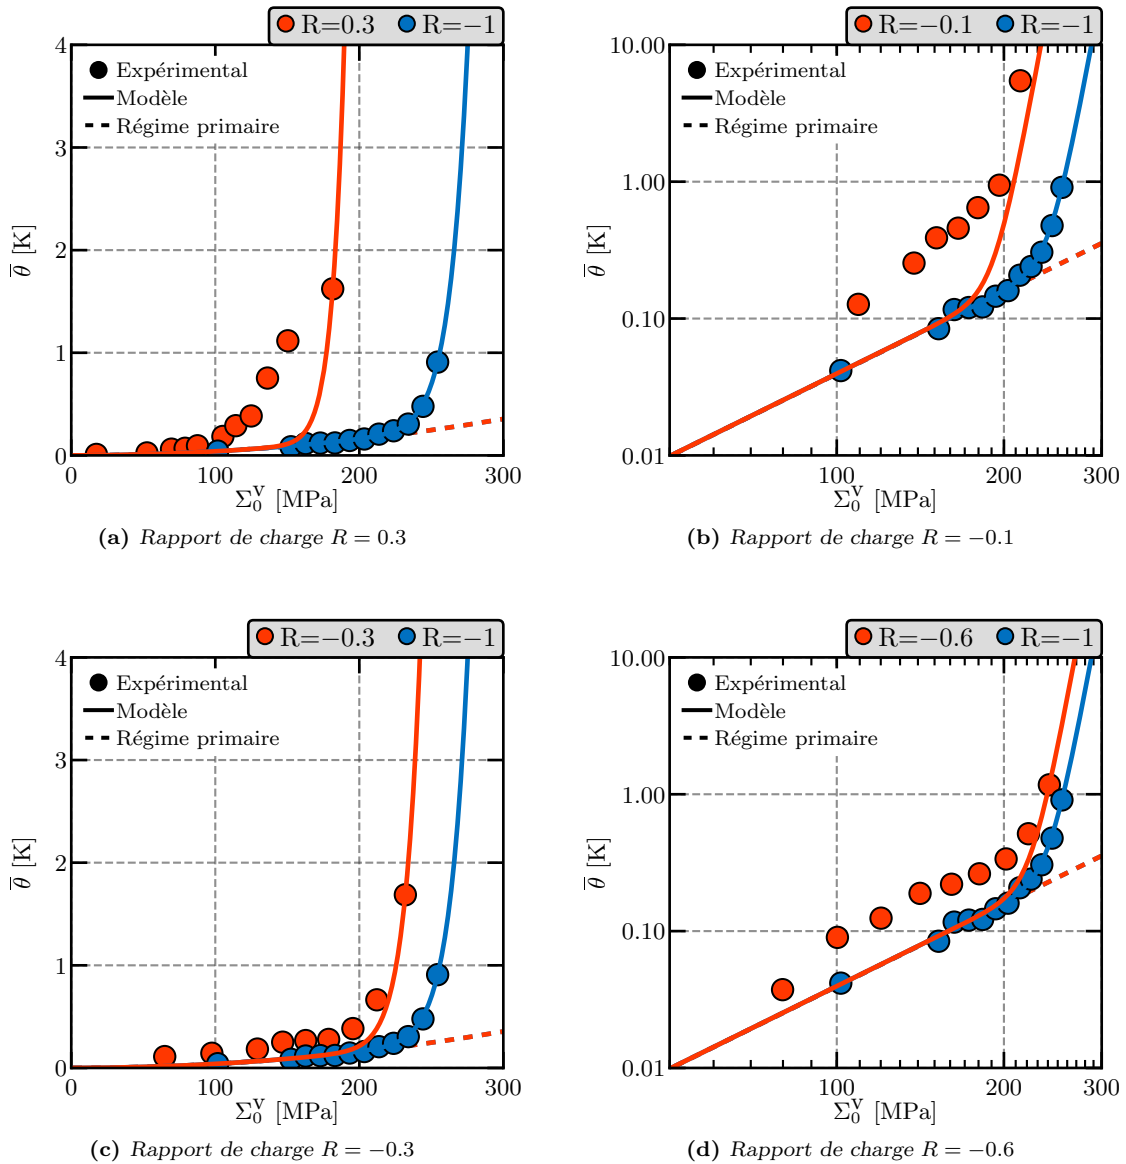 R=0.3 R=−1
4
3
2
1
0
Expérimental
Modèle
Régime primaire
θ̅ [K]
0 100 200 300
Σ₀ⱽ [MPa]
(a) Rapport de charge R = 0.3
R=−0.1 R=−1
10.00
1.00
0.10
0.01
Expérimental
Modèle
Régime primaire
θ̅ [K]
100 200 300
Σ₀ⱽ [MPa]
(b) Rapport de charge R = −0.1
R=−0.3 R=−1
4
3
2
1
0
Expérimental
Modèle
Régime primaire
θ̅ [K]
0 100 200 300
Σ₀ⱽ [MPa]
(c) Rapport de charge R = −0.3
R=−0.6 R=−1
10.00
1.00
0.10
0.01
Expérimental
Modèle
Régime primaire
θ̅ [K]
100 200 300
Σ₀ⱽ [MPa]
(d) Rapport de charge R = −0.6